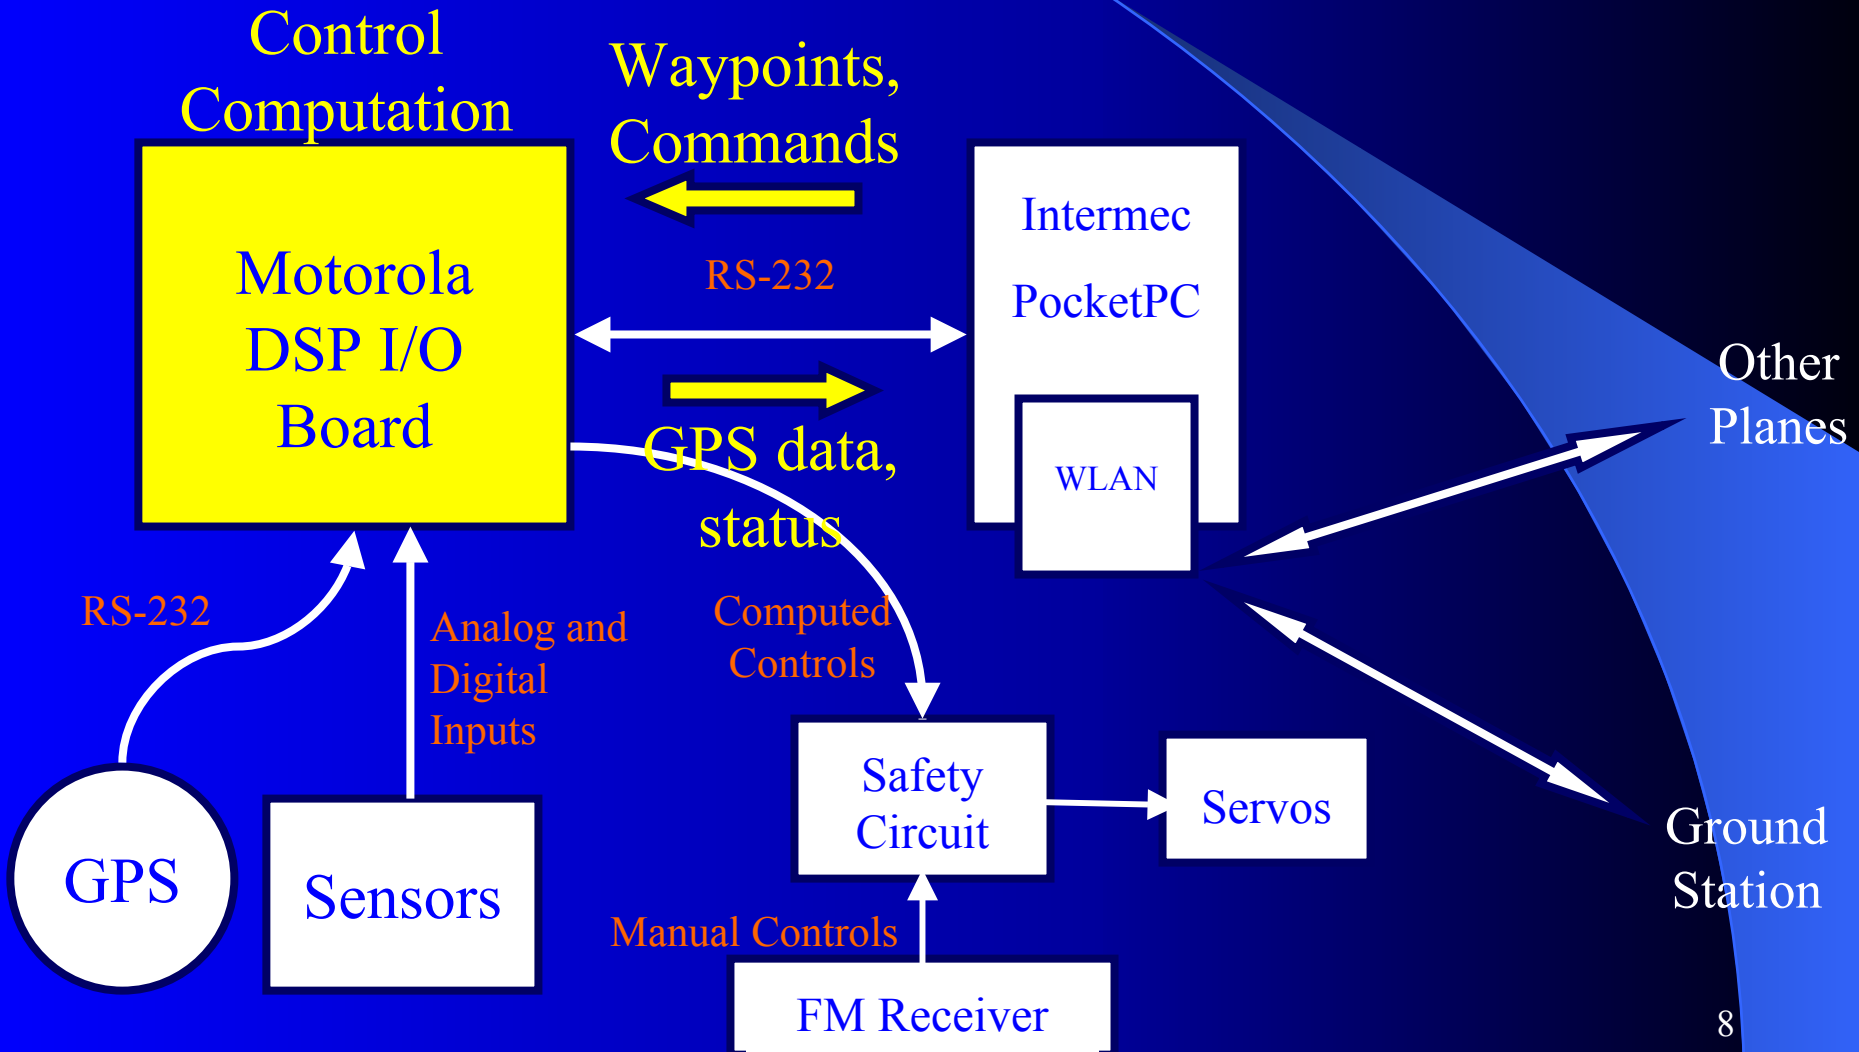 Control
Computation
Waypoints,
Commands
Motorola
DSP I/O
Board
RS-232
Intermec
PocketPC
WLAN
GPS data,
status
Other
Planes
RS-232
Analog and
Digital
Inputs
Computed
Controls
GPS
Sensors
Safety
Circuit
Servos
Ground
Station
Manual Controls
FM Receiver
8